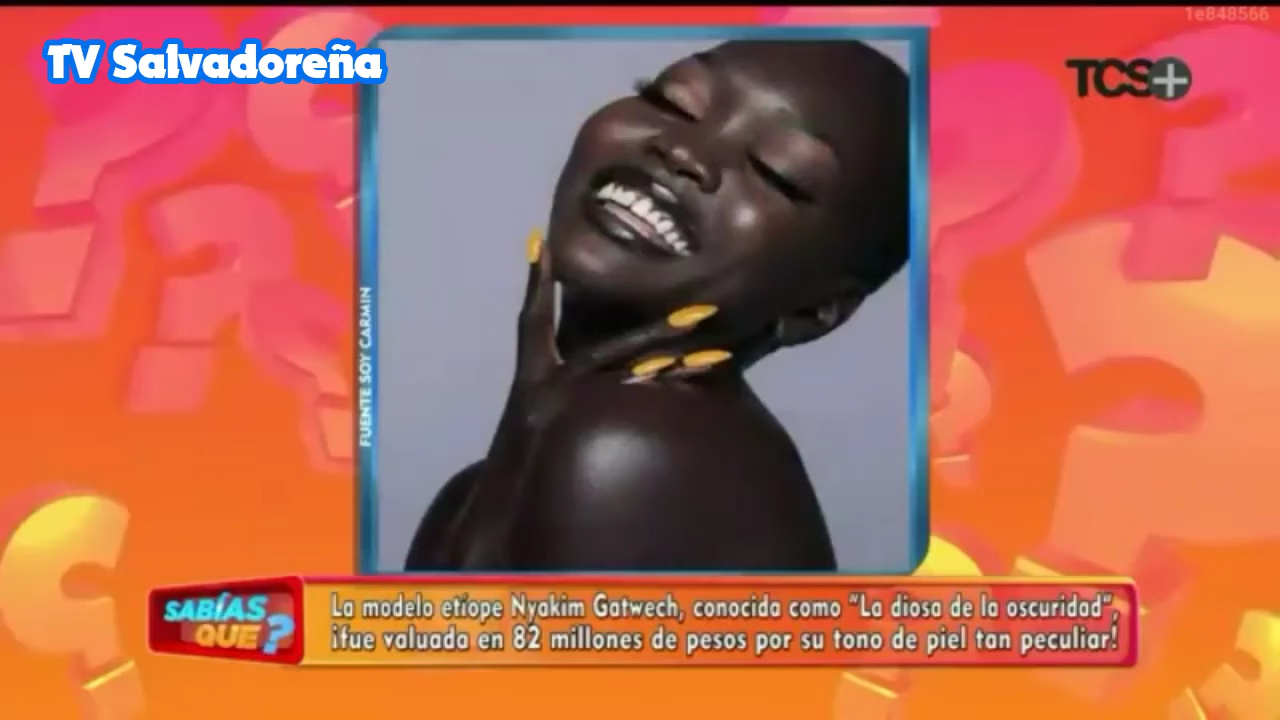 1e848566
TV Salvadoreña
TCS+
FUENTE SOY CARMIN
SABÍAS
QUE?
La modelo etíope Nyakim Gatwech, conocida como "La diosa de la oscuridad",
¡fue valuada en 82 millones de pesos por su tono de piel tan peculiar!